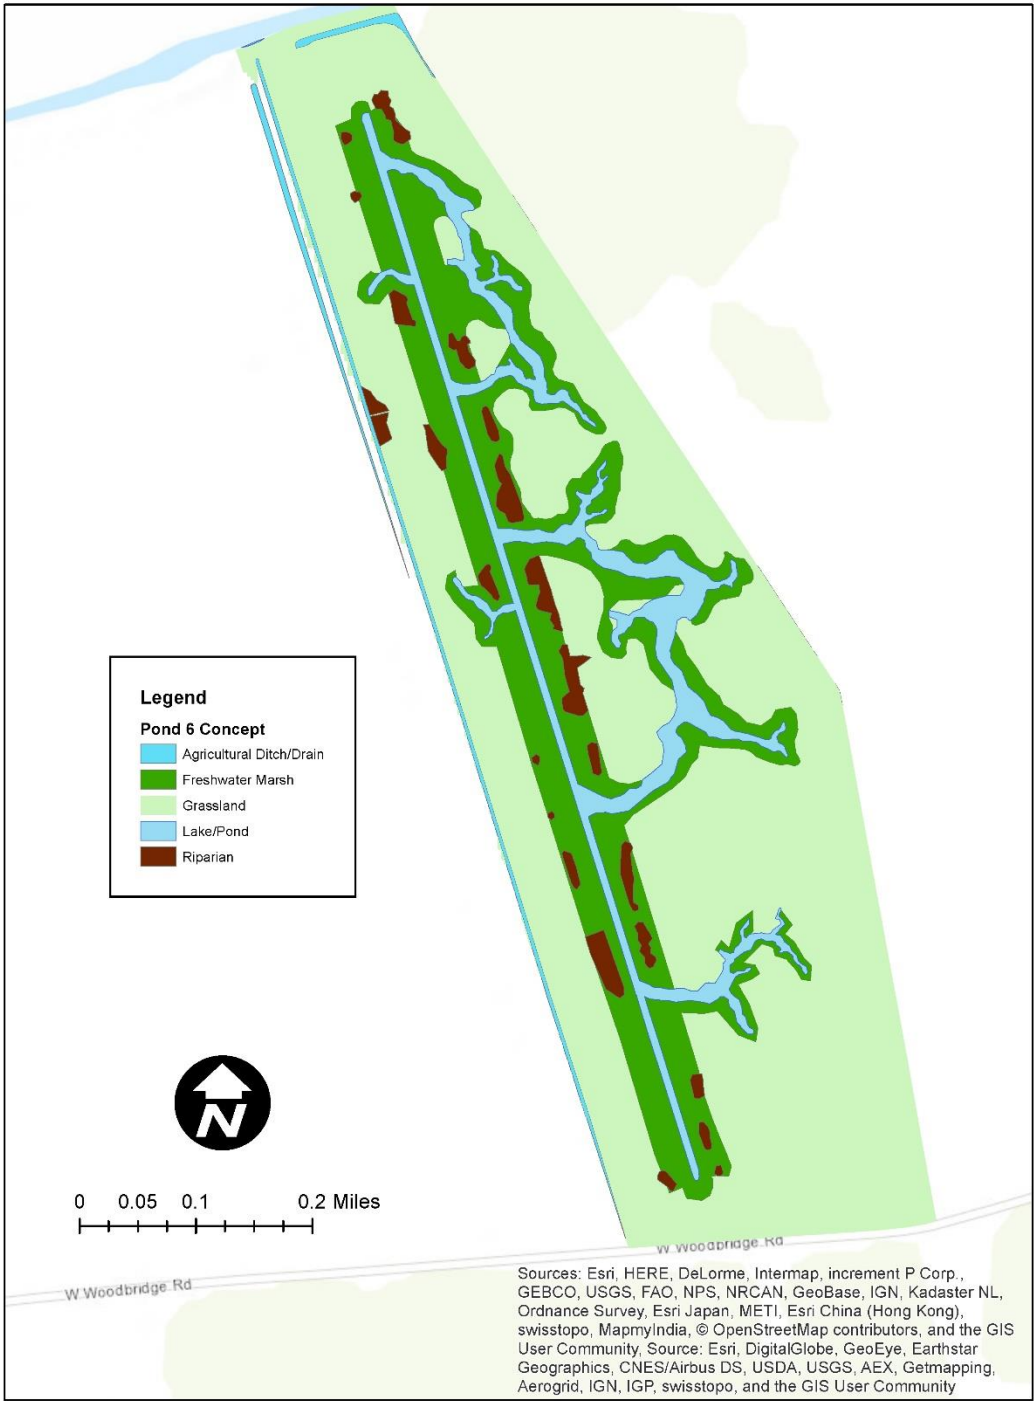 Legend
Pond 6 Concept
Agricultural Ditch/Drain
Freshwater Marsh
Grassland
Lake/Pond
Riparian
N
0 0.05 0.1 0.2 Miles
W Woodbridge Rd
W Woodbridge Rd
Sources: Esri, HERE, DeLorme, Intermap, increment P Corp.,
GEBCO, USGS, FAO, NPS, NRCAN, GeoBase, IGN, Kadaster NL,
Ordnance Survey, Esri Japan, METI, Esri China (Hong Kong),
swisstopo, MapmyIndia, © OpenStreetMap contributors, and the GIS
User Community, Source: Esri, DigitalGlobe, GeoEye, Earthstar
Geographics, CNES/Airbus DS, USDA, USGS, AEX, Getmapping,
Aerogrid, IGN, IGP, swisstopo, and the GIS User Community